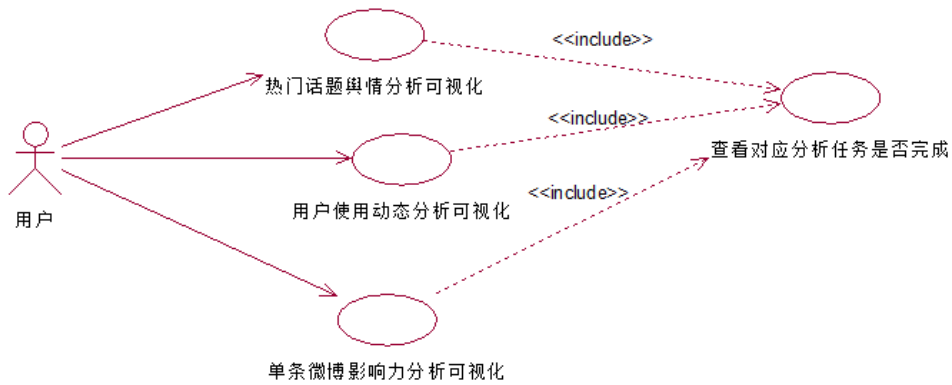 <<include>>
热门话题舆情分析可视化
<<include>>
查看对应分析任务是否完成
<<include>>
用户
用户使用动态分析可视化
单条微博影响力分析可视化